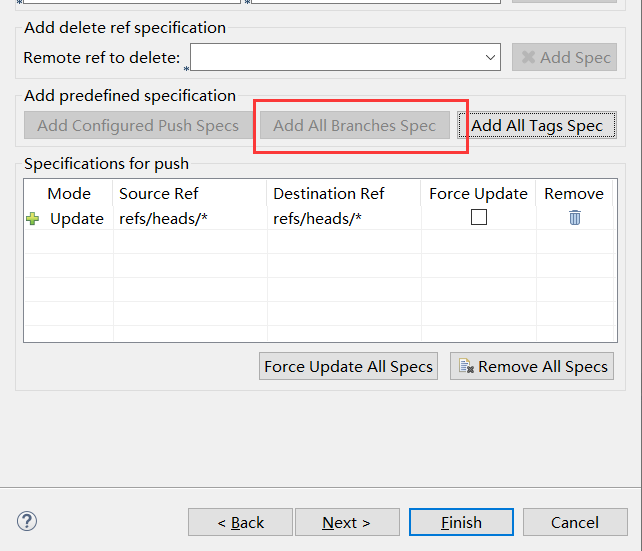 Add delete ref specification
Remote ref to delete:
*
Add Spec
Add predefined specification
Add Configured Push Specs Add All Branches Spec Add All Tags Spec
Specifications for push
Mode Source Ref Destination Ref Force Update Remove
Update refs/heads/* refs/heads/*
Force Update All Specs Remove All Specs
< Back Next > Finish Cancel